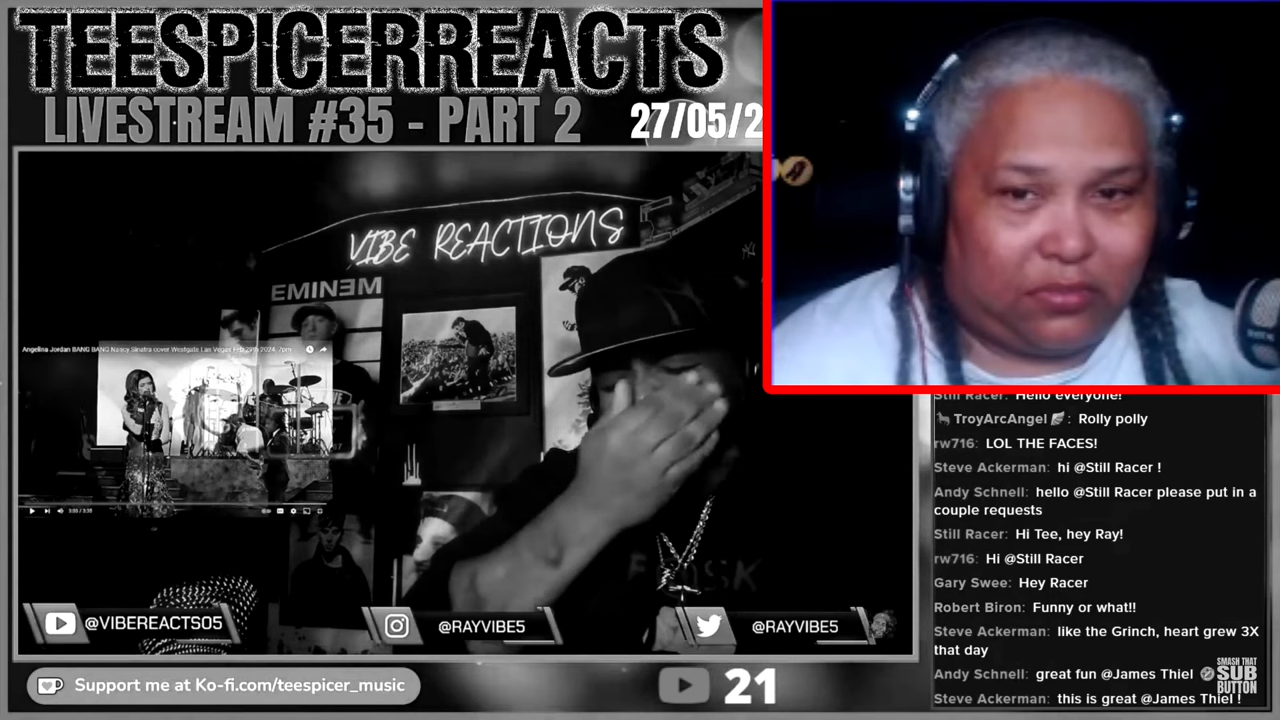 TEESPICERREACTS
LIVESTREAM #35 - PART 2
27/05/2
VIBE REACTIONS
EMINEM
Angelina Jordan BANG BANG Nancy Sinatra cover Westgate Las Vegas Feb 29th 2024 7pm
@VIBEREACTS05
@RAYVIBE5
@RAYVIBE5
Support me at Ko-fi.com/teespicer_music
21
Still Racer: Hello everyone!
TroyArcAngel: Rolly polly
rw716: LOL THE FACES!
Steve Ackerman: hi @Still Racer !
Andy Schnell: hello @Still Racer please put in a
couple requests
Still Racer: Hi Tee, hey Ray!
rw716: Hi @Still Racer
Gary Swee: Hey Racer
Robert Biron: Funny or what!!
Steve Ackerman: like the Grinch, heart grew 3X
that day
Andy Schnell: great fun @James Thiel
Steve Ackerman: this is great @James Thiel !
SMASH THAT
SUB
BUTTON